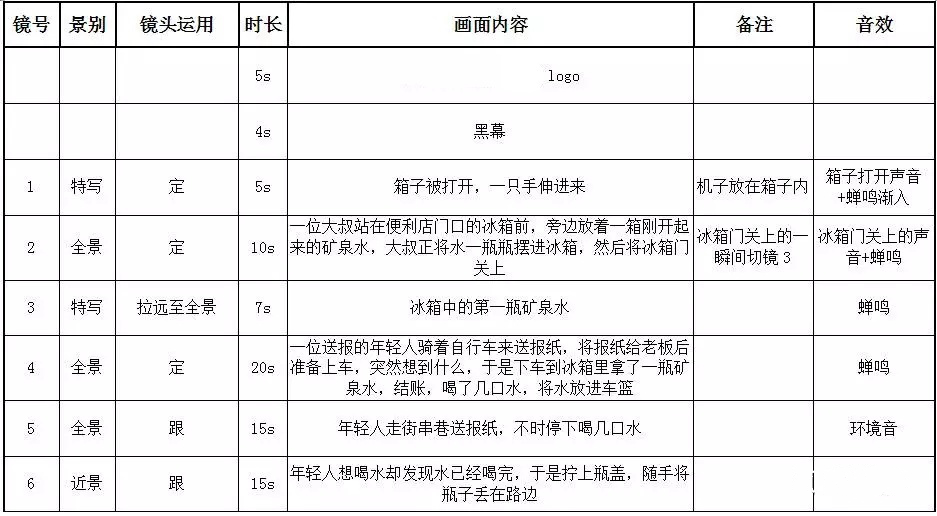 镜号 景别 镜头运用 时长 画面内容 备注 音效
5s logo
4s 黑幕
1 特写 定 5s 箱子被打开，一只手伸进来 机子放在箱子内 箱子打开声音
+蝉鸣渐入
2 全景 定 10s 一位大叔站在便利店门口的冰箱前，旁边放着一箱刚开起
来的矿泉水，大叔正将水一瓶瓶摆进冰箱，然后将冰箱门
关上
冰箱门关上的一
瞬间切镜3
冰箱门关上的声
音+蝉鸣
3 特写 拉远至全景 7s 冰箱中的第一瓶矿泉水 蝉鸣
4 全景 定 20s 一位送报的年轻人骑着自行车来送报纸，将报纸给老板后
准备上车，突然想到什么，于是下车到冰箱里拿了一瓶矿
泉水，结账，喝了几口水，将水放进车篮
蝉鸣
5 全景 跟 15s 年轻人走街串巷送报纸，不时停下喝几口水 环境音
6 近景 跟 15s 年轻人想喝水却发现水已经喝完，于是拧上瓶盖，随手将
瓶子丢在路边